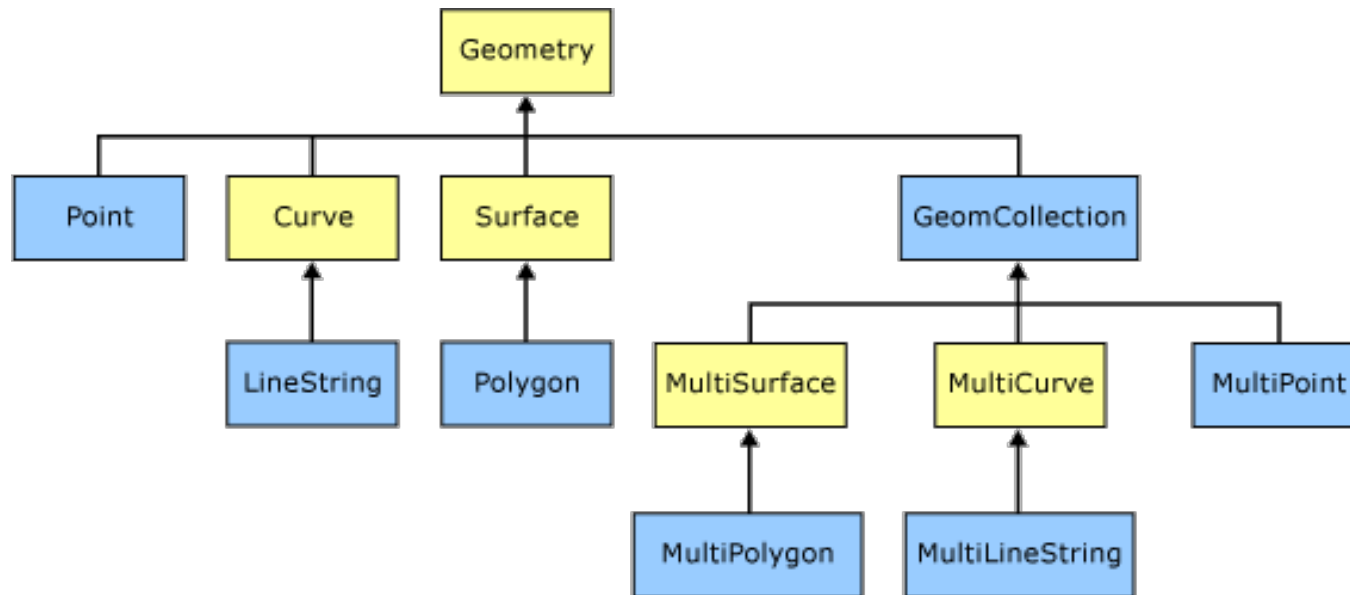 Geometry
Point
Curve
Surface
GeomCollection
LineString
Polygon
MultiSurface
MultiCurve
MultiPoint
MultiPolygon
MultiLineString